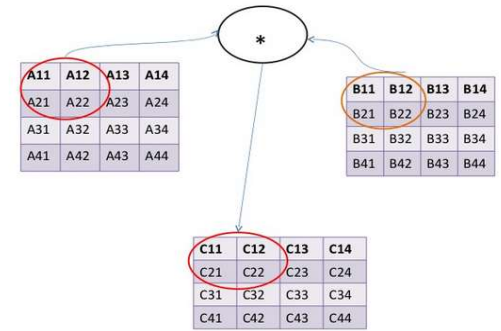 *
A11 A12 A13 A14
A21 A22 A23 A24
A31 A32 A33 A34
A41 A42 A43 A44
B11 B12 B13 B14
B21 B22 B23 B24
B31 B32 B33 B34
B41 B42 B43 B44
C11 C12 C13 C14
C21 C22 C23 C24
C31 C32 C33 C34
C41 C42 C43 C44